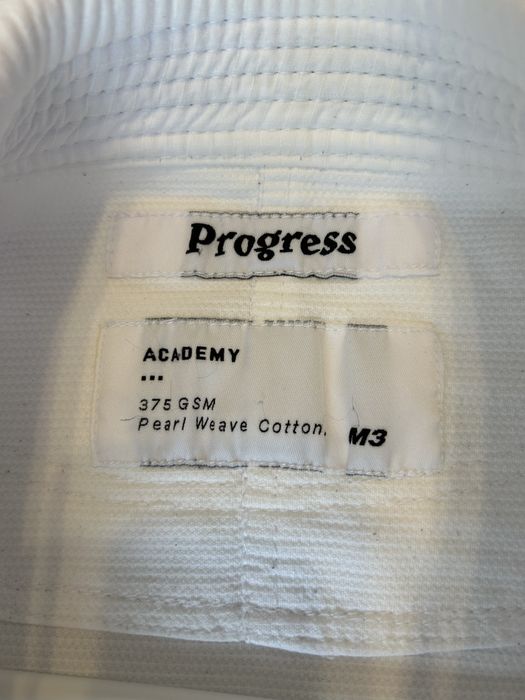 Progress
ACADEMY
...
375 GSM
Pearl Weave Cotton.
M3